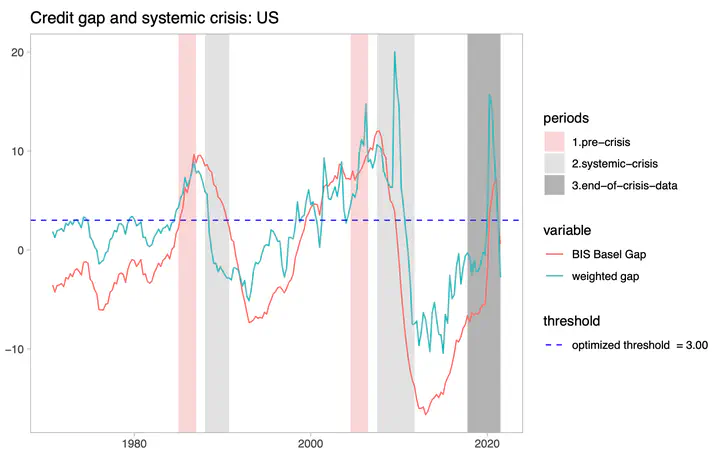 Credit gap and systemic crisis: US
20
10
0
−10
1980
2000
2020
periods
1.pre−crisis
2.systemic−crisis
3.end−of−crisis−data
variable
BIS Basel Gap
weighted gap
threshold
optimized threshold = 3.00